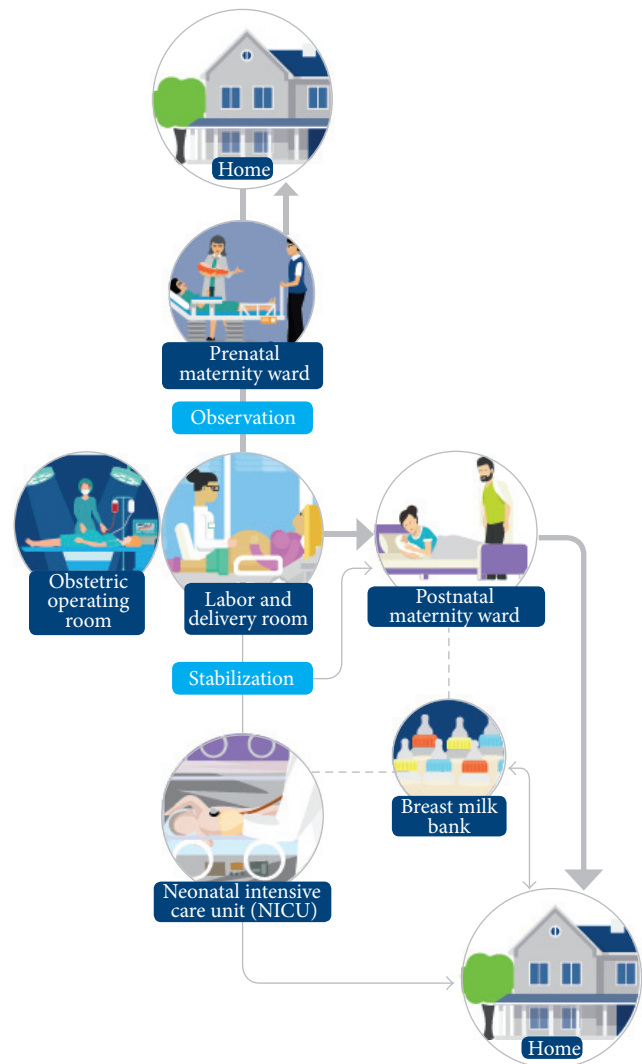 Home
Prenatal
maternity ward
Observation
Obstetric
operating
room
Labor and
delivery room
Postnatal
maternity ward
Stabilization
Breast milk
bank
Neonatal intensive
care unit (NICU)
Home